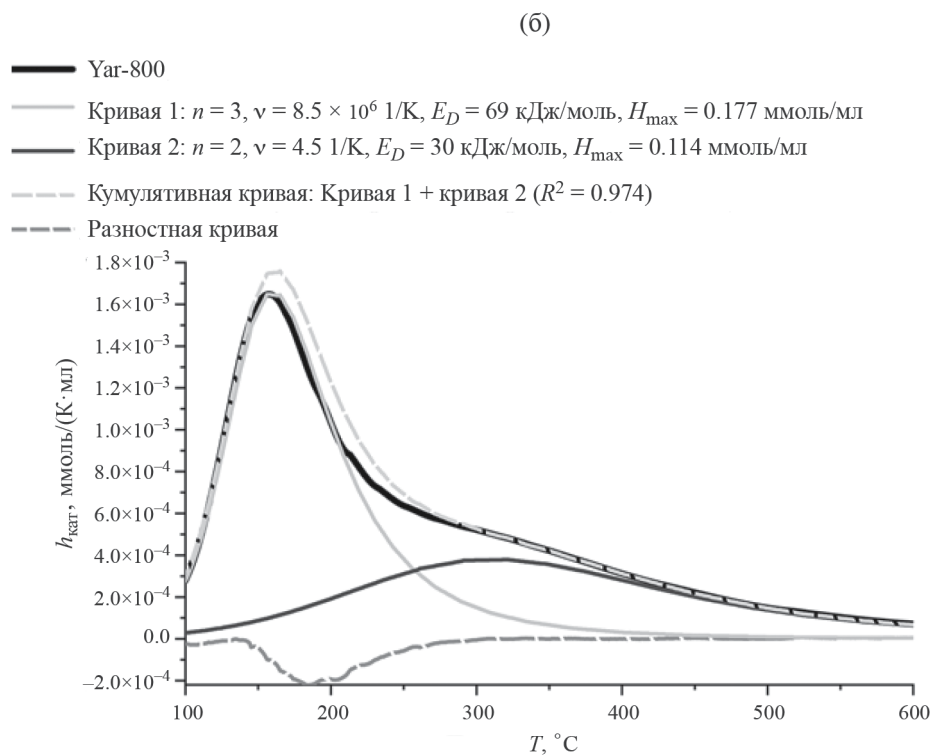 (б)
Yar-800
Кривая 1: n = 3, ν = 8.5 × 10⁶ 1/K, E_D = 69 кДж/моль, H_max = 0.177 ммоль/мл
Кривая 2: n = 2, ν = 4.5 1/K, E_D = 30 кДж/моль, H_max = 0.114 ммоль/мл
Кумулятивная кривая: Кривая 1 + кривая 2 (R² = 0.974)
Разностная кривая
1.8×10⁻³
1.6×10⁻³
1.4×10⁻³
1.2×10⁻³
1.0×10⁻³
8.0×10⁻⁴
6.0×10⁻⁴
4.0×10⁻⁴
2.0×10⁻⁴
0.0
–2.0×10⁻⁴
h_кат, ммоль/(К·мл)
100 200 300 400 500 600
T, °C